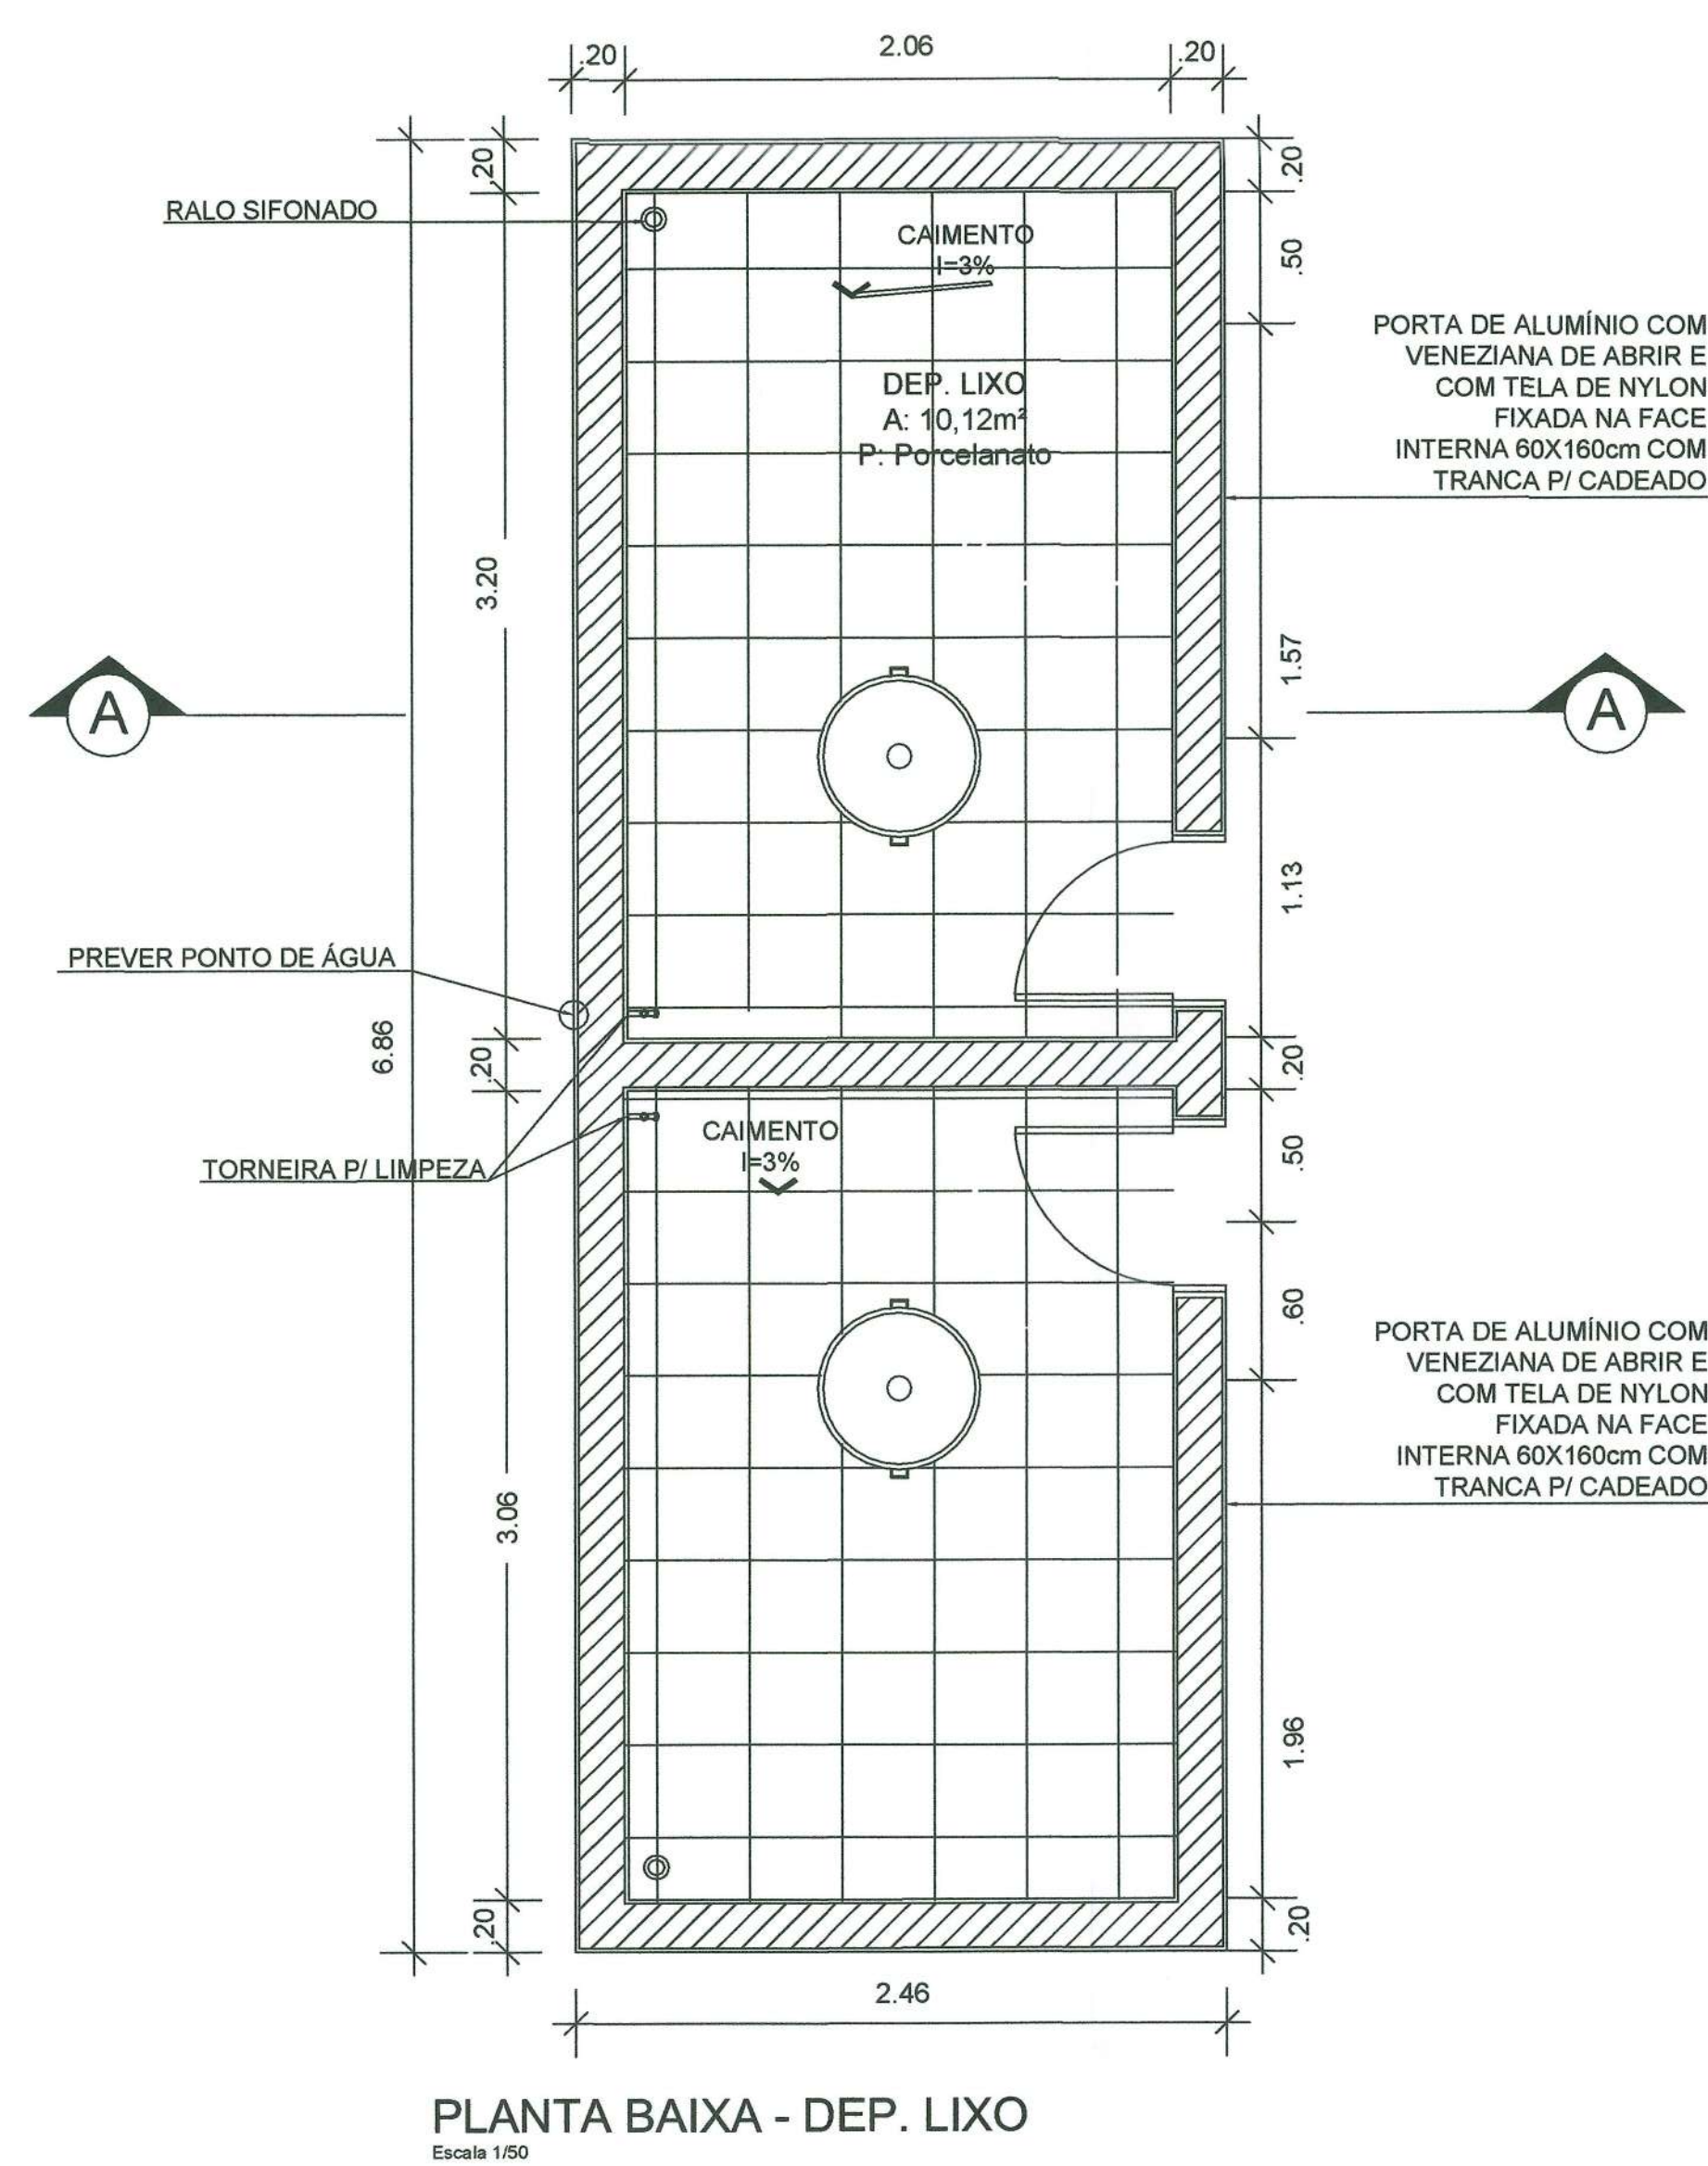 .20
2.06
.20
.20
.20
RALO SIFONADO
CAIMENTO
I=3%
.50
PORTA DE ALUMÍNIO COM
VENEZIANA DE ABRIR E
COM TELA DE NYLON
FIXADA NA FACE
INTERNA 60X160cm COM
TRANCA P/ CADEADO
DEP. LIXO
A: 10,12m²
P: Porcelanato
3.20
1.57
A
A
1.13
PREVER PONTO DE ÁGUA
6.86
.20
.20
CAIMENTO
I=3%
.50
TORNEIRA P/ LIMPEZA
.60
PORTA DE ALUMÍNIO COM
VENEZIANA DE ABRIR E
COM TELA DE NYLON
FIXADA NA FACE
INTERNA 60X160cm COM
TRANCA P/ CADEADO
3.06
1.96
.20
.20
2.46
PLANTA BAIXA - DEP. LIXO
Escala 1/50